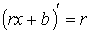 (rx + b)' = r